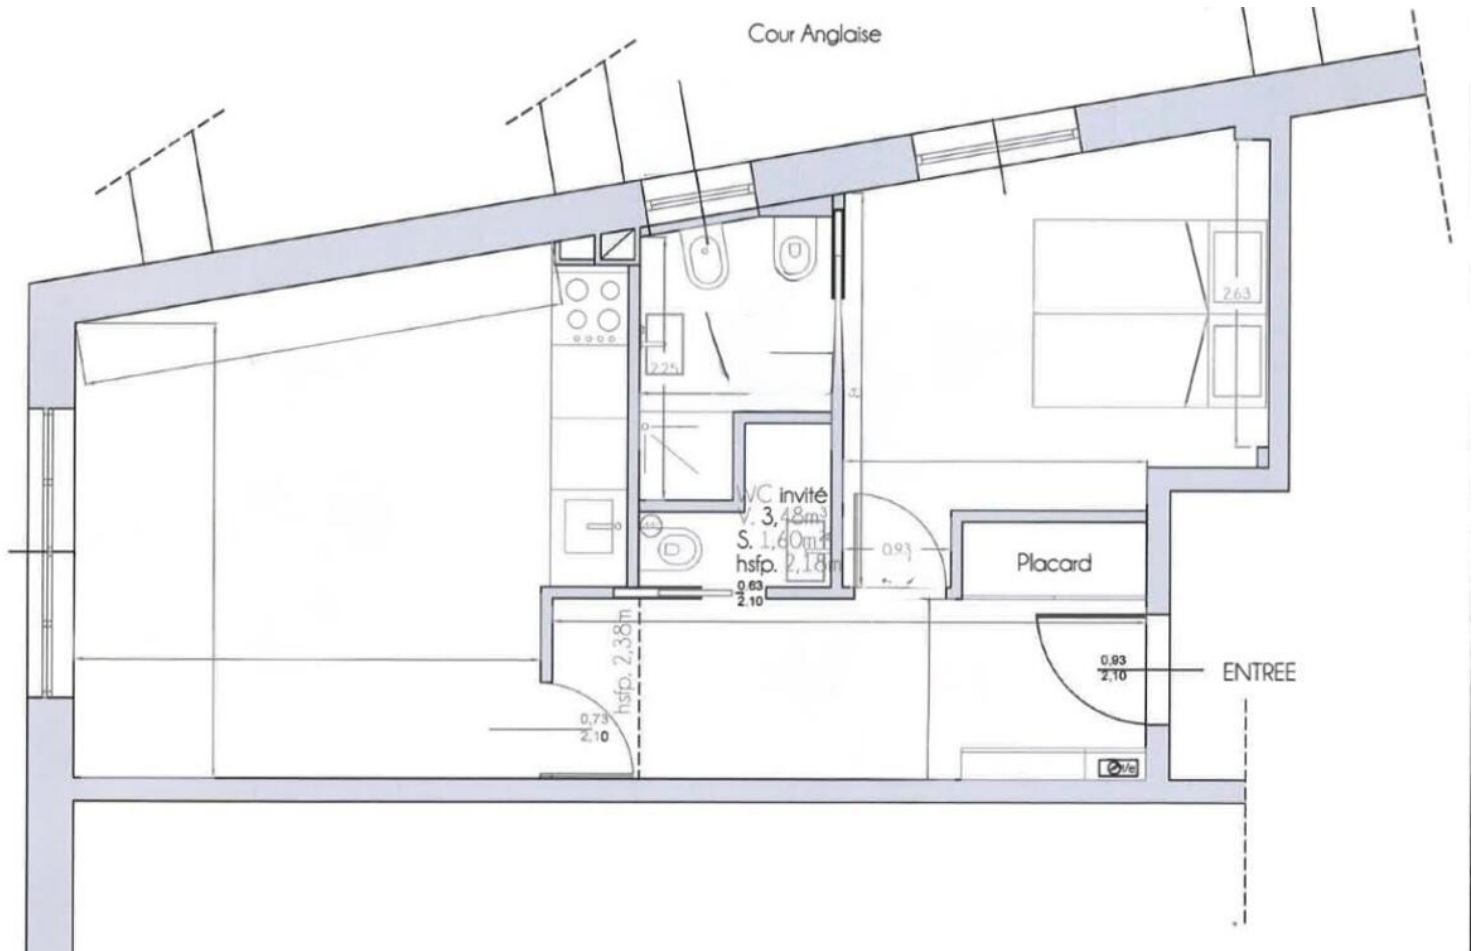 Cour Anglaise
2.63
2.25
WC invité
V. 3,48m³
S. 1,60m²
hsfp. 2,18m
0.93
Placard
0.63
2.10
hsfp. 2,38m
0,93
2,10
ENTREE
0,73
2,10